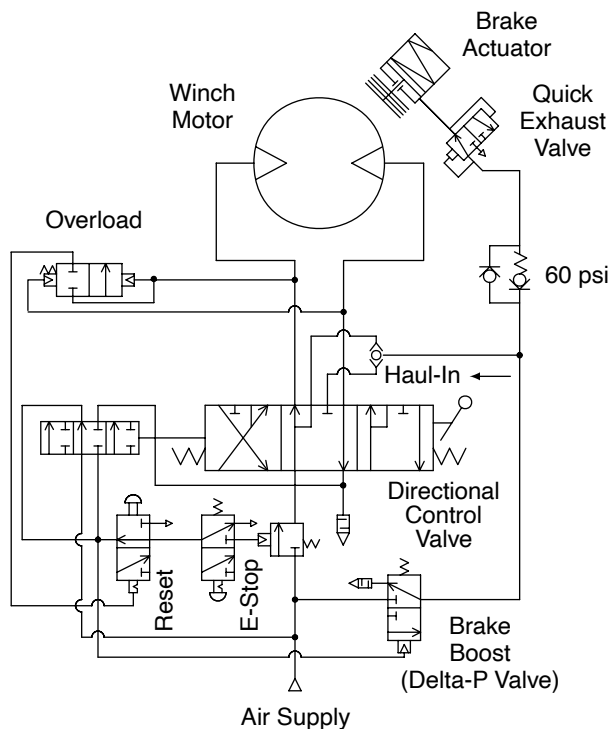 Brake
Actuator
Winch
Motor
Quick
Exhaust
Valve
Overload
60 psi
Haul-In
Directional
Control
Valve
Reset
E-Stop
Brake
Boost
(Delta-P Valve)
Air Supply